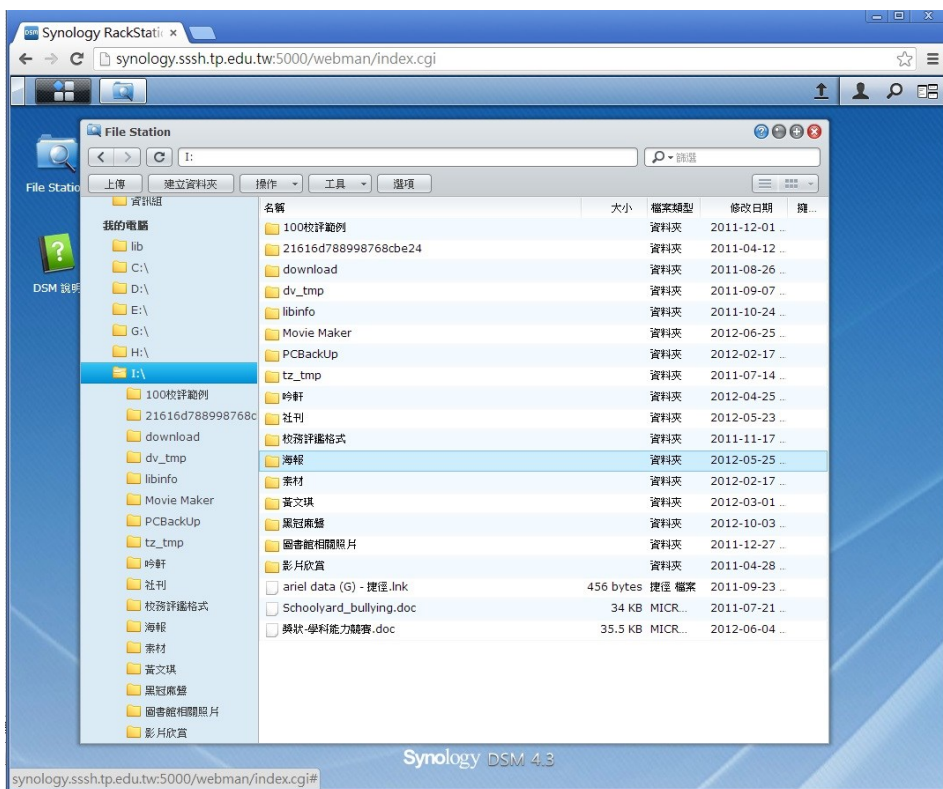 Synology RackStatio
synology.sssh.tp.edu.tw:5000/webman/index.cgi
File Station
I:
篩選
上傳 建立資料夾 操作 工具 選項
File Statio
DSM 說明
資訊組
我的電腦
lib
C:\
D:\
E:\
G:\
H:\
I:\
100校評範例
21616d788998768c
download
dv_tmp
libinfo
Movie Maker
PCBackUp
tz_tmp
吟軒
社刊
校務評鑑格式
海報
素材
黃文琪
黑冠麻鷺
圖書館相關照片
影片欣賞
名稱 大小 檔案類型 修改日期 擁...
100校評範例 資料夾 2011-12-01 ...
21616d788998768cbe24 資料夾 2011-04-12 ...
download 資料夾 2011-08-26 ...
dv_tmp 資料夾 2011-09-07 ...
libinfo 資料夾 2011-10-24 ...
Movie Maker 資料夾 2012-06-25 ...
PCBackUp 資料夾 2012-02-17 ...
tz_tmp 資料夾 2011-07-14 ...
吟軒 資料夾 2012-04-25 ...
社刊 資料夾 2012-05-23 ...
校務評鑑格式 資料夾 2011-11-17 ...
海報 資料夾 2012-05-25 ...
素材 資料夾 2012-02-17 ...
黃文琪 資料夾 2012-03-01 ...
黑冠麻鷺 資料夾 2012-10-03 ...
圖書館相關照片 資料夾 2011-12-27 ...
影片欣賞 資料夾 2011-04-28 ...
ariel data (G) - 捷徑.lnk 456 bytes 捷徑 檔案 2011-09-23 ...
Schoolyard_bullying.doc 34 KB MICR... 2011-07-21 ...
獎狀-學科能力競賽.doc 35.5 KB MICR... 2012-06-04 ...
Synology DSM 4.3
synology.sssh.tp.edu.tw:5000/webman/index.cgi#